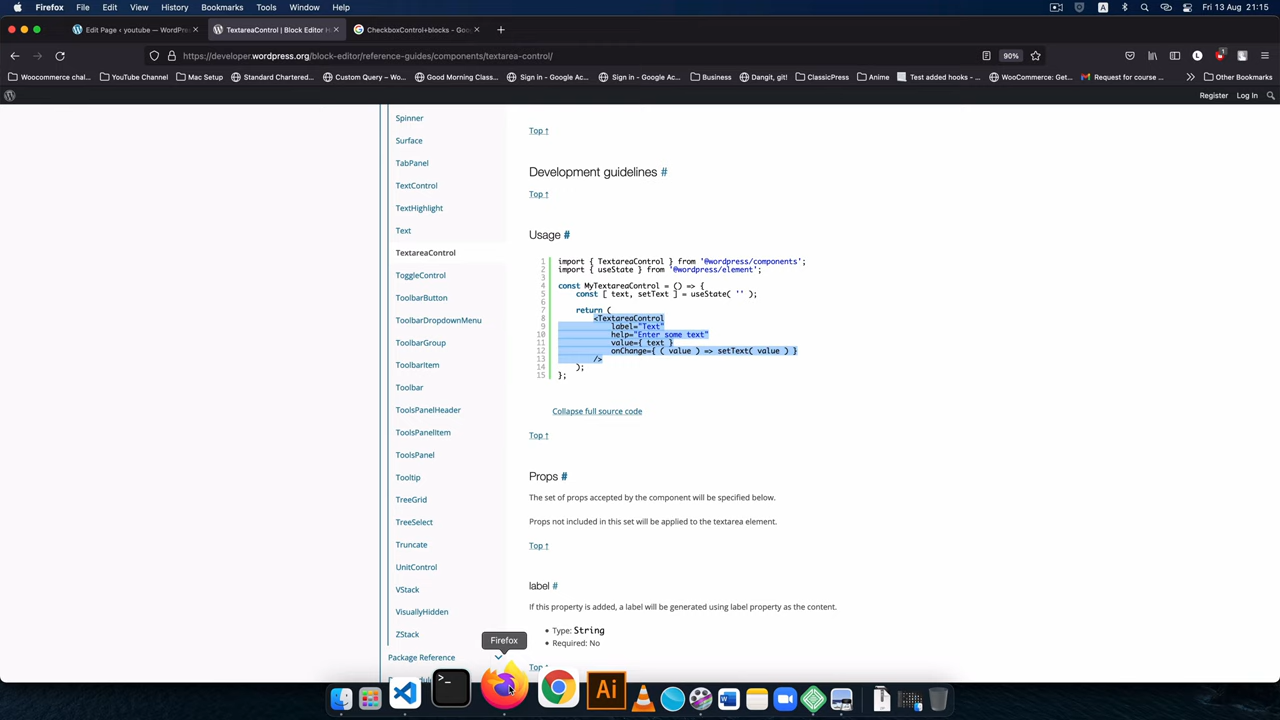 Firefox File Edit View History Bookmarks Tools Window Help
A
Fri 13 Aug 21:15
Edit Page ‹ youtube — WordPre
TextareaControl | Block Editor H
CheckboxControl+blocks - Goo
https://developer.wordpress.org/block-editor/reference-guides/components/textarea-control/
90%
L
1
Woocommerce chal...
YouTube Channel
Mac Setup
Standard Chartered...
Custom Query – Wo...
Good Morning Class...
Sign in - Google Ac...
Sign in - Google Ac...
Business
Dangit, git!
ClassicPress
Anime
Test added hooks - ...
WooCommerce: Get...
Request for course ...
Other Bookmarks
Register
Log In
Spinner
Surface
TabPanel
TextControl
TextHighlight
Text
TextareaControl
ToggleControl
ToolbarButton
ToolbarDropdownMenu
ToolbarGroup
ToolbarItem
Toolbar
ToolsPanelHeader
ToolsPanelItem
ToolsPanel
Tooltip
TreeGrid
TreeSelect
Truncate
UnitControl
VStack
VisuallyHidden
ZStack
Package Reference
Top ↑
Development guidelines #
Top ↑
Usage #
1 import { TextareaControl } from '@wordpress/components';
2 import { useState } from '@wordpress/element';
3
4 const MyTextareaControl = () => {
5 const [ text, setText ] = useState( '' );
6
7 return (
8 <TextareaControl
9 label="Text"
10 help="Enter some text"
11 value={ text }
12 onChange={ ( value ) => setText( value ) }
13 />
14 );
15 };
Collapse full source code
Top ↑
Props #
The set of props accepted by the component will be specified below.
Props not included in this set will be applied to the textarea element.
Top ↑
label #
If this property is added, a label will be generated using label property as the content.
• Type: String
• Required: No
Top ↑
Firefox
>_
Ai
W